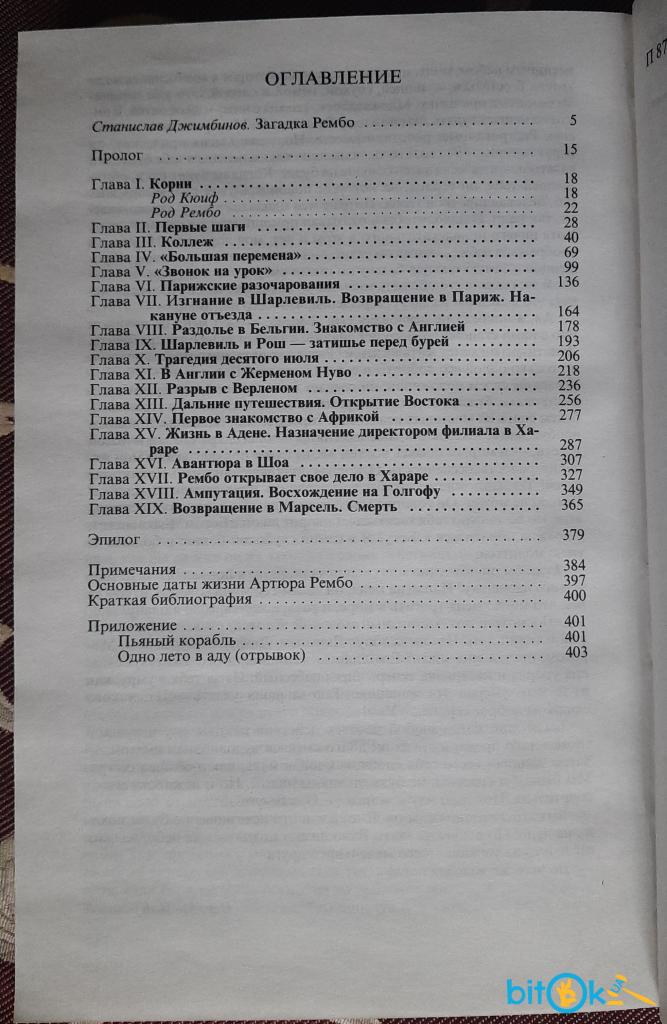 П 87
ОГЛАВЛЕНИЕ
Станислав Джимбинов. Загадка Рембо . . . . . . . . . . . . . . . . . . . 5
Пролог . . . . . . . . . . . . . . . . . . . . . . . . . . . . . . . . . . . . 15
Глава I. Корни . . . . . . . . . . . . . . . . . . . . . . . . . . . . . . . 18
Род Кюиф . . . . . . . . . . . . . . . . . . . . . . . . . . . . . 18
Род Рембо . . . . . . . . . . . . . . . . . . . . . . . . . . . . . 22
Глава II. Первые шаги . . . . . . . . . . . . . . . . . . . . . . . . . . . 28
Глава III. Коллеж . . . . . . . . . . . . . . . . . . . . . . . . . . . . . 40
Глава IV. «Большая перемена» . . . . . . . . . . . . . . . . . . . . . 69
Глава V. «Звонок на урок» . . . . . . . . . . . . . . . . . . . . . . . . 99
Глава VI. Парижские разочарования . . . . . . . . . . . . . . . . . 136
Глава VII. Изгнание в Шарлевиль. Возвращение в Париж. На-
кануне отъезда . . . . . . . . . . . . . . . . . . . . . . . . 164
Глава VIII. Раздолье в Бельгии. Знакомство с Англией . . . . . . 178
Глава IX. Шарлевиль и Рош — затишье перед бурей . . . . . . . . 193
Глава X. Трагедия десятого июля . . . . . . . . . . . . . . . . . . . 206
Глава XI. В Англии с Жерменом Нуво . . . . . . . . . . . . . . . . 218
Глава XII. Разрыв с Верленом . . . . . . . . . . . . . . . . . . . . . 236
Глава XIII. Дальние путешествия. Открытие Востока . . . . . . . 256
Глава XIV. Первое знакомство с Африкой . . . . . . . . . . . . . 277
Глава XV. Жизнь в Адене. Назначение директором филиала в Ха-
раре . . . . . . . . . . . . . . . . . . . . . . . . . . . . . . . 287
Глава XVI. Авантюра в Шоа . . . . . . . . . . . . . . . . . . . . . . 307
Глава XVII. Рембо открывает свое дело в Хараре . . . . . . . . . 327
Глава XVIII. Ампутация. Восхождение на Голгофу . . . . . . . . 349
Глава XIX. Возвращение в Марсель. Смерть . . . . . . . . . . . . 365
Эпилог . . . . . . . . . . . . . . . . . . . . . . . . . . . . . . . . . . . . 379
Примечания . . . . . . . . . . . . . . . . . . . . . . . . . . . . . . . . 384
Основные даты жизни Артюра Рембо . . . . . . . . . . . . . . . . . 397
Краткая библиография . . . . . . . . . . . . . . . . . . . . . . . . . . 400
Приложение . . . . . . . . . . . . . . . . . . . . . . . . . . . . . . . . 401
Пьяный корабль . . . . . . . . . . . . . . . . . . . . . . . . . . . 401
Одно лето в аду (отрывок) . . . . . . . . . . . . . . . . . . . . . 403
bitOk UA